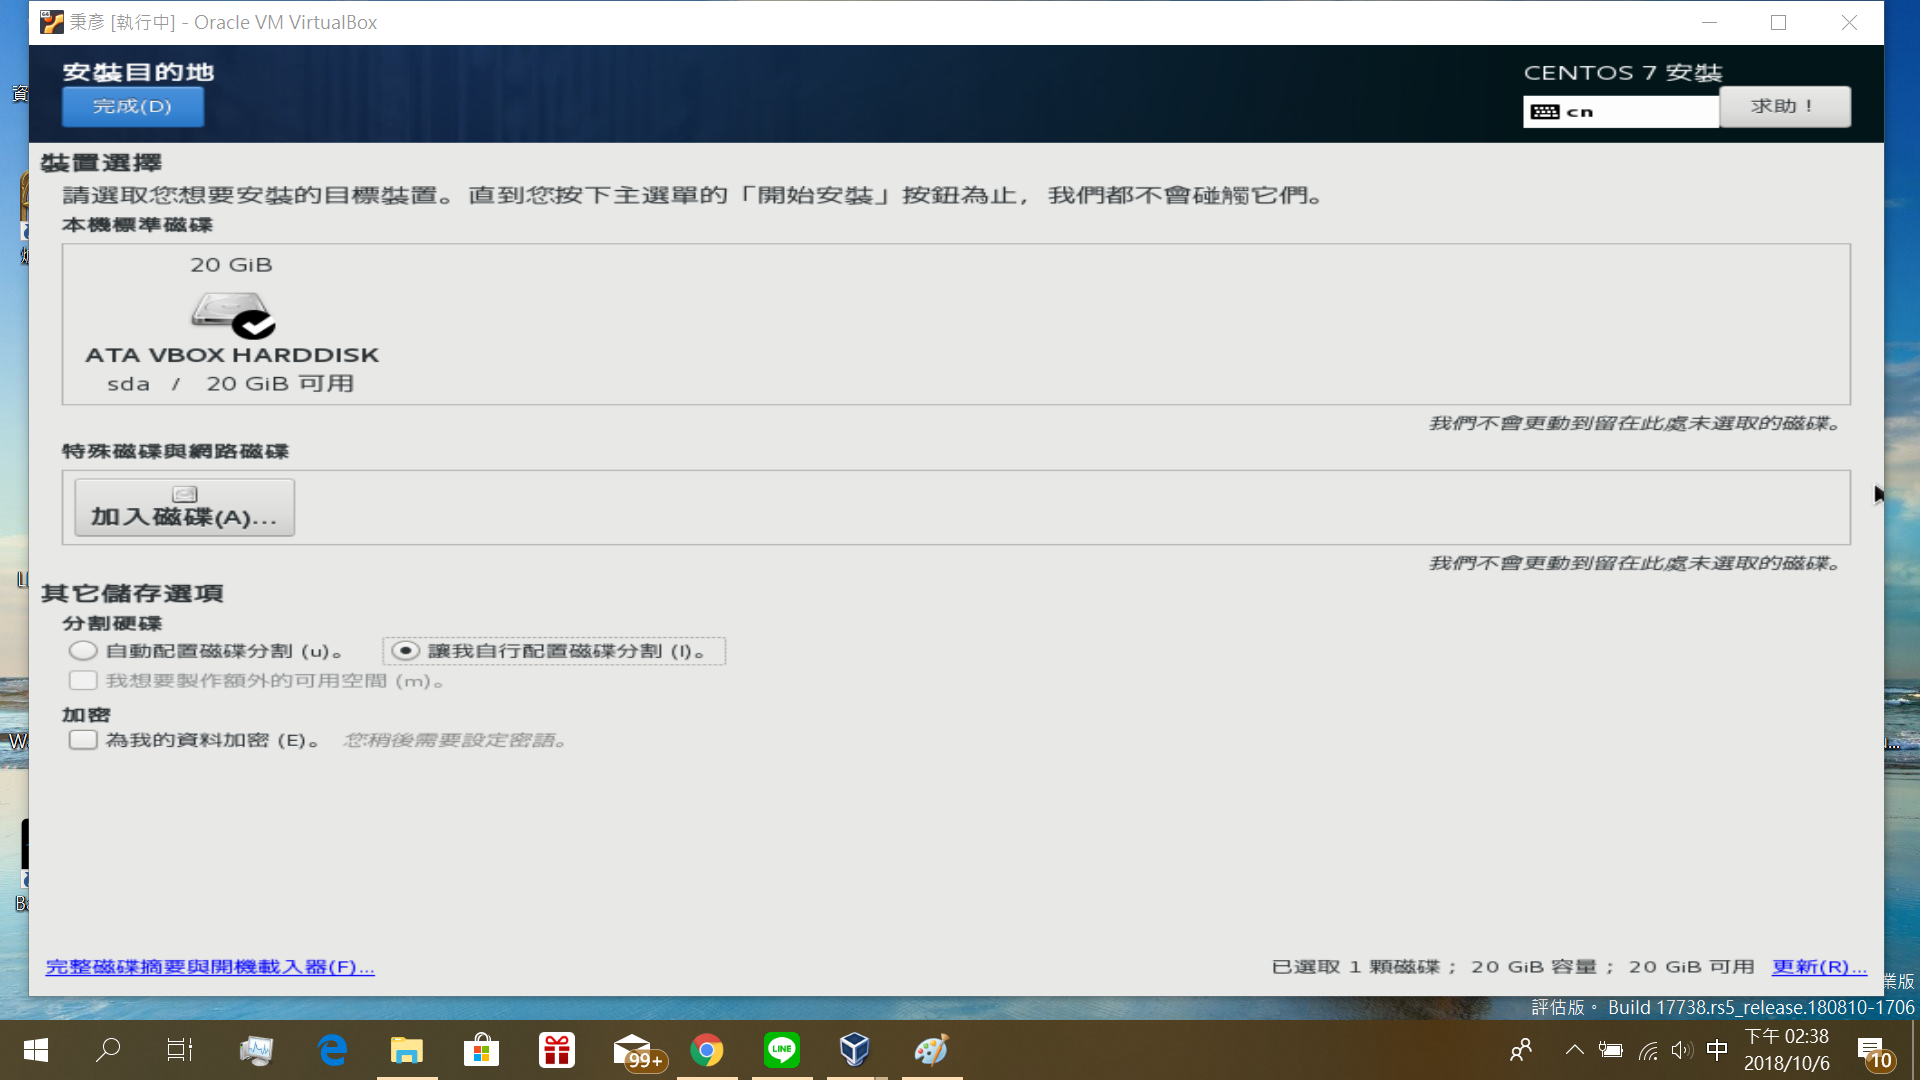 秉彥 [執行中] - Oracle VM VirtualBox
安裝目的地
完成(D)
CENTOS 7 安裝
cn
求助！
裝置選擇
請選取您想要安裝的目標裝置。直到您按下主選單的「開始安裝」按鈕為止，我們都不會碰觸它們。
本機標準磁碟
20 GiB
ATA VBOX HARDDISK
sda / 20 GiB 可用
我們不會更動到留在此處未選取的磁碟。
特殊磁碟與網路磁碟
加入磁碟(A)...
我們不會更動到留在此處未選取的磁碟。
其它儲存選項
分割硬碟
自動配置磁碟分割 (u)。
讓我自行配置磁碟分割 (I)。
我想要製作額外的可用空間 (m)。
加密
為我的資料加密 (E)。 您稍後需要設定密語。
完整磁碟摘要與開機載入器(F)...
已選取 1 顆磁碟； 20 GiB 容量； 20 GiB 可用 更新(R)...
資
業版
評估版。 Build 17738.rs5_release.180810-1706
99+
LINE
中
下午 02:38
2018/10/6
10